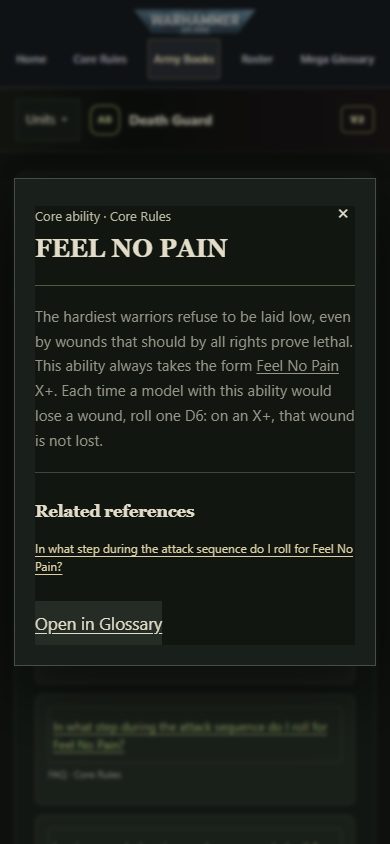 WARHAMMER
Home Core Rules Army Books Roster Mega Glossary
Units Death Guard
Core ability · Core Rules ×
FEEL NO PAIN
The hardiest warriors refuse to be laid low, even
by wounds that should by all rights prove lethal.
This ability always takes the form Feel No Pain
X+. Each time a model with this ability would
lose a wound, roll one D6: on an X+, that wound
is not lost.
Related references
In what step during the attack sequence do I roll for Feel No
Pain?
Open in Glossary
In what step during the attack sequence do I roll for
Feel No Pain?
FAQ · Core Rules